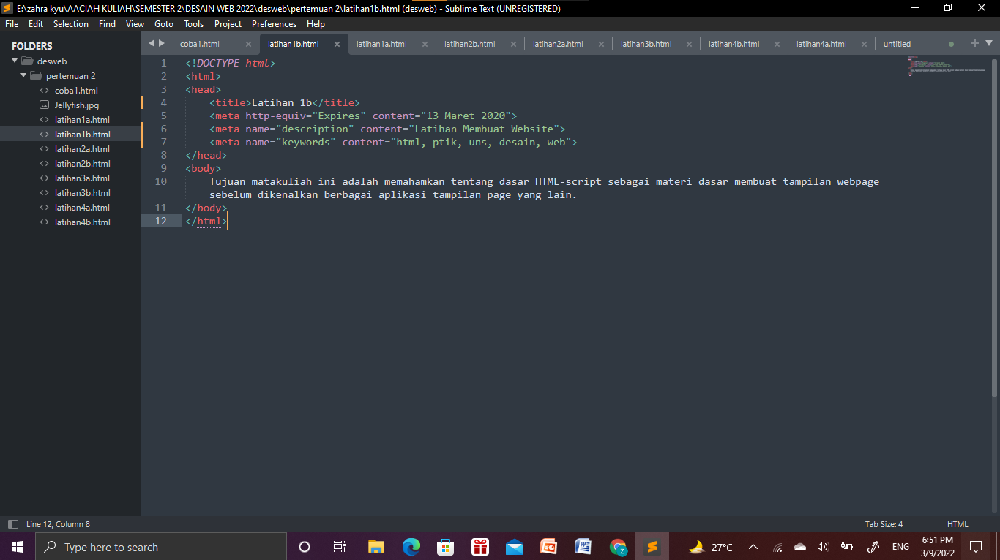 E:\zahra kyu\AACIAH KULIAH\SEMESTER 2\DESAIN WEB 2022\desweb\pertemuan 2\latihan1b.html (desweb) - Sublime Text (UNREGISTERED)
File Edit Selection Find View Goto Tools Project Preferences Help
FOLDERS
desweb
pertemuan 2
coba1.html
Jellyfish.jpg
latihan1a.html
latihan1b.html
latihan2a.html
latihan2b.html
latihan3a.html
latihan3b.html
latihan4a.html
latihan4b.html
coba1.html latihan1b.html latihan1a.html latihan2b.html latihan2a.html latihan3b.html latihan4b.html latihan4a.html untitled
1 <!DOCTYPE html>
2 <html>
3 <head>
4 <title>Latihan 1b</title>
5 <meta http-equiv="Expires" content="13 Maret 2020">
6 <meta name="description" content="Latihan Membuat Website">
7 <meta name="keywords" content="html, ptik, uns, desain, web">
8 </head>
9 <body>
10 Tujuan matakuliah ini adalah memahamkan tentang dasar HTML-script sebagai materi dasar membuat tampilan webpage
sebelum dikenalkan berbagai aplikasi tampilan page yang lain.
11 </body>
12 </html>
Line 12, Column 8 Tab Size: 4 HTML
Type here to search
27°C
ENG
6:51 PM
3/9/2022